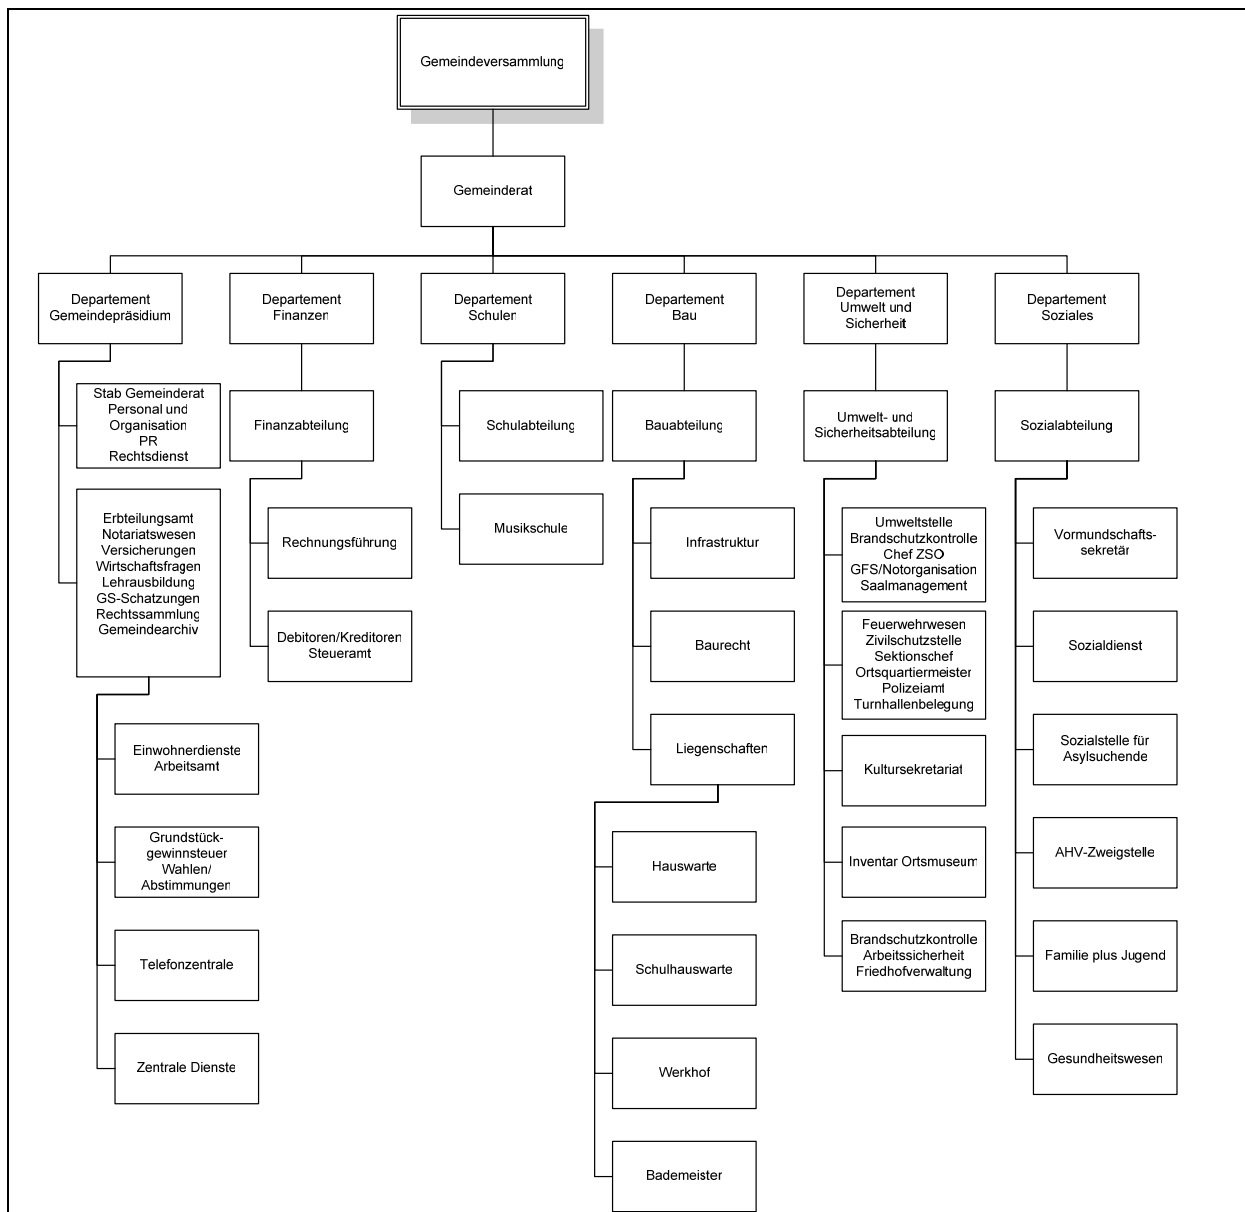 Gemeindeversammlung
Gemeinderat
Departement
Gemeindepräsidium
Departement
Finanzen
Departement
Schulen
Departement
Bau
Departement
Umwelt und
Sicherheit
Departement
Soziales
Stab Gemeinderat
Personal und
Organisation
PR
Rechtsdienst
Erbteilungsamt
Notariatswesen
Versicherungen
Wirtschaftsfragen
Lehrausbildung
GS-Schatzungen
Rechtssammlung
Gemeindearchiv
Einwohnerdienste
Arbeitsamt
Grundstück-
gewinnsteuer
Wahlen/
Abstimmungen
Telefonzentrale
Zentrale Dienste
Finanzabteilung
Rechnungsführung
Debitoren/Kreditoren
Steueramt
Schulabteilung
Musikschule
Bauabteilung
Infrastruktur
Baurecht
Liegenschaften
Hauswarte
Schulhauswarte
Werkhof
Bademeister
Umwelt- und
Sicherheitsabteilung
Umweltstelle
Brandschutzkontrolle
Chef ZSO
GFS/Notorganisation
Saalmanagement
Feuerwehrwesen
Zivilschutzstelle
Sektionschef
Ortsquartiermeister
Polizeiamt
Turnhallenbelegung
Kultursekretariat
Inventar Ortsmuseum
Brandschutzkontrolle
Arbeitssicherheit
Friedhofverwaltung
Sozialabteilung
Vormundschafts-
sekretär
Sozialdienst
Sozialstelle für
Asylsuchende
AHV-Zweigstelle
Familie plus Jugend
Gesundheitswesen